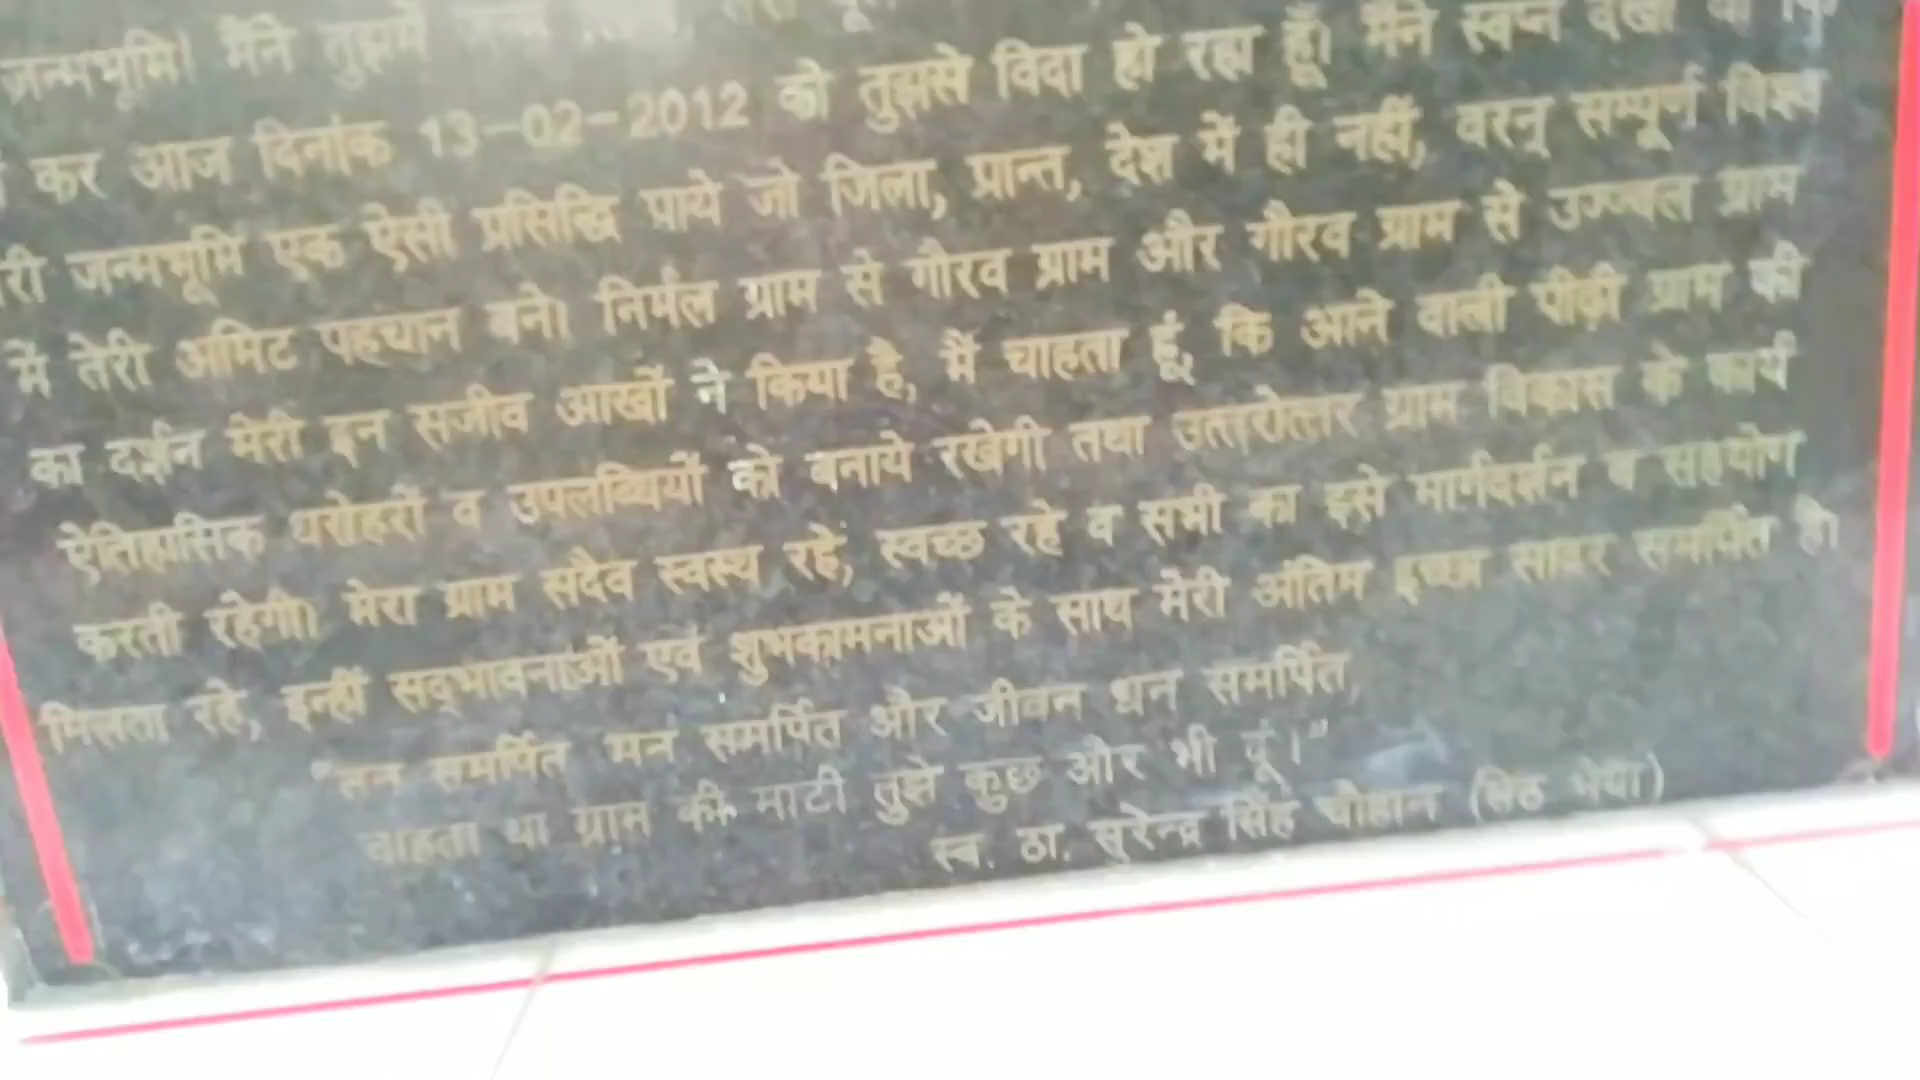 जन्मभूमि। मैंने तुझमें
कर आज दिनांक 13-02-2012 को तुझसे विदा हो रहा हूँ। मैंने स्वप्न देखा था कि
री जन्मभूमि एक ऐसी प्रसिद्धि पाये जो जिला, प्रान्त, देश में ही नहीं, वरनू सम्पूर्ण विश्व
में तेरी अमिट पहचान बने। निर्मल ग्राम से गौरव ग्राम और गौरव ग्राम से उज्ज्वल ग्राम
का दर्शन मेरी इन सजीव आखों ने किया है, मैं चाहता हूं, कि आने वाली पीढ़ी ग्राम की
ऐतिहासिक धरोहरों व उपलब्धियों को बनाये रखेगी तथा उत्तरोत्तर ग्राम विकास के कार्य
करती रहेगी। मेरा ग्राम सदैव स्वस्थ रहे, स्वच्छ रहे व सभी का इसे मार्गदर्शन व सहयोग
मिलता रहे, इन्हीं सद्भावनाओं एवं शुभकामनाओं के साथ मेरी अंतिम इच्छा सादर समर्पित है।
"तन समर्पित मन समर्पित और जीवन धन समर्पित,
चाहता था ग्राम की माटी तुझे कुछ और भी दूं।"
स्व. ठा. सुरेन्द्र सिंह चौहान (सेठ भैया)